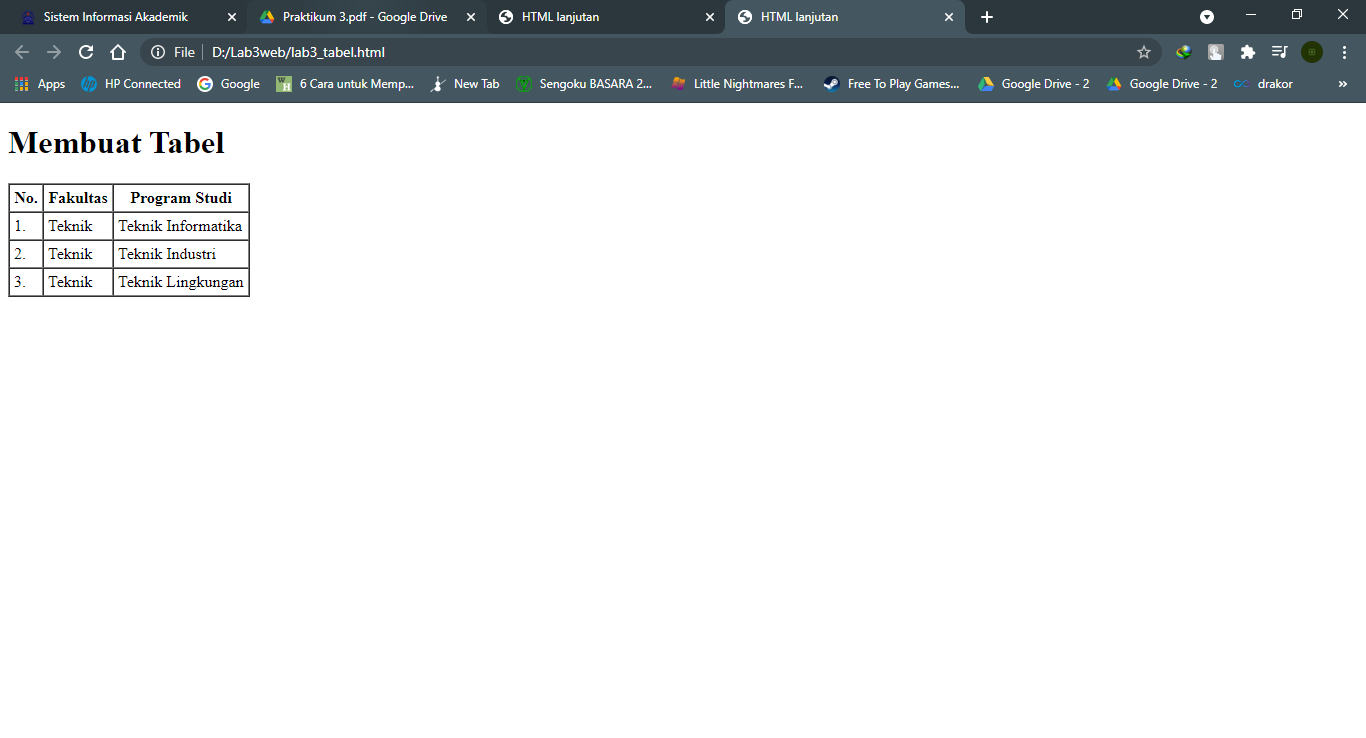 Sistem Informasi Akademik
Praktikum 3.pdf - Google Drive
HTML lanjutan
HTML lanjutan
File
D:/Lab3web/lab3_tabel.html
Apps
HP Connected
Google
6 Cara untuk Memp...
New Tab
Sengoku BASARA 2...
Little Nightmares F...
Free To Play Games...
Google Drive - 2
Google Drive - 2
drakor
Membuat Tabel
No. Fakultas Program Studi
1. Teknik Teknik Informatika
2. Teknik Teknik Industri
3. Teknik Teknik Lingkungan